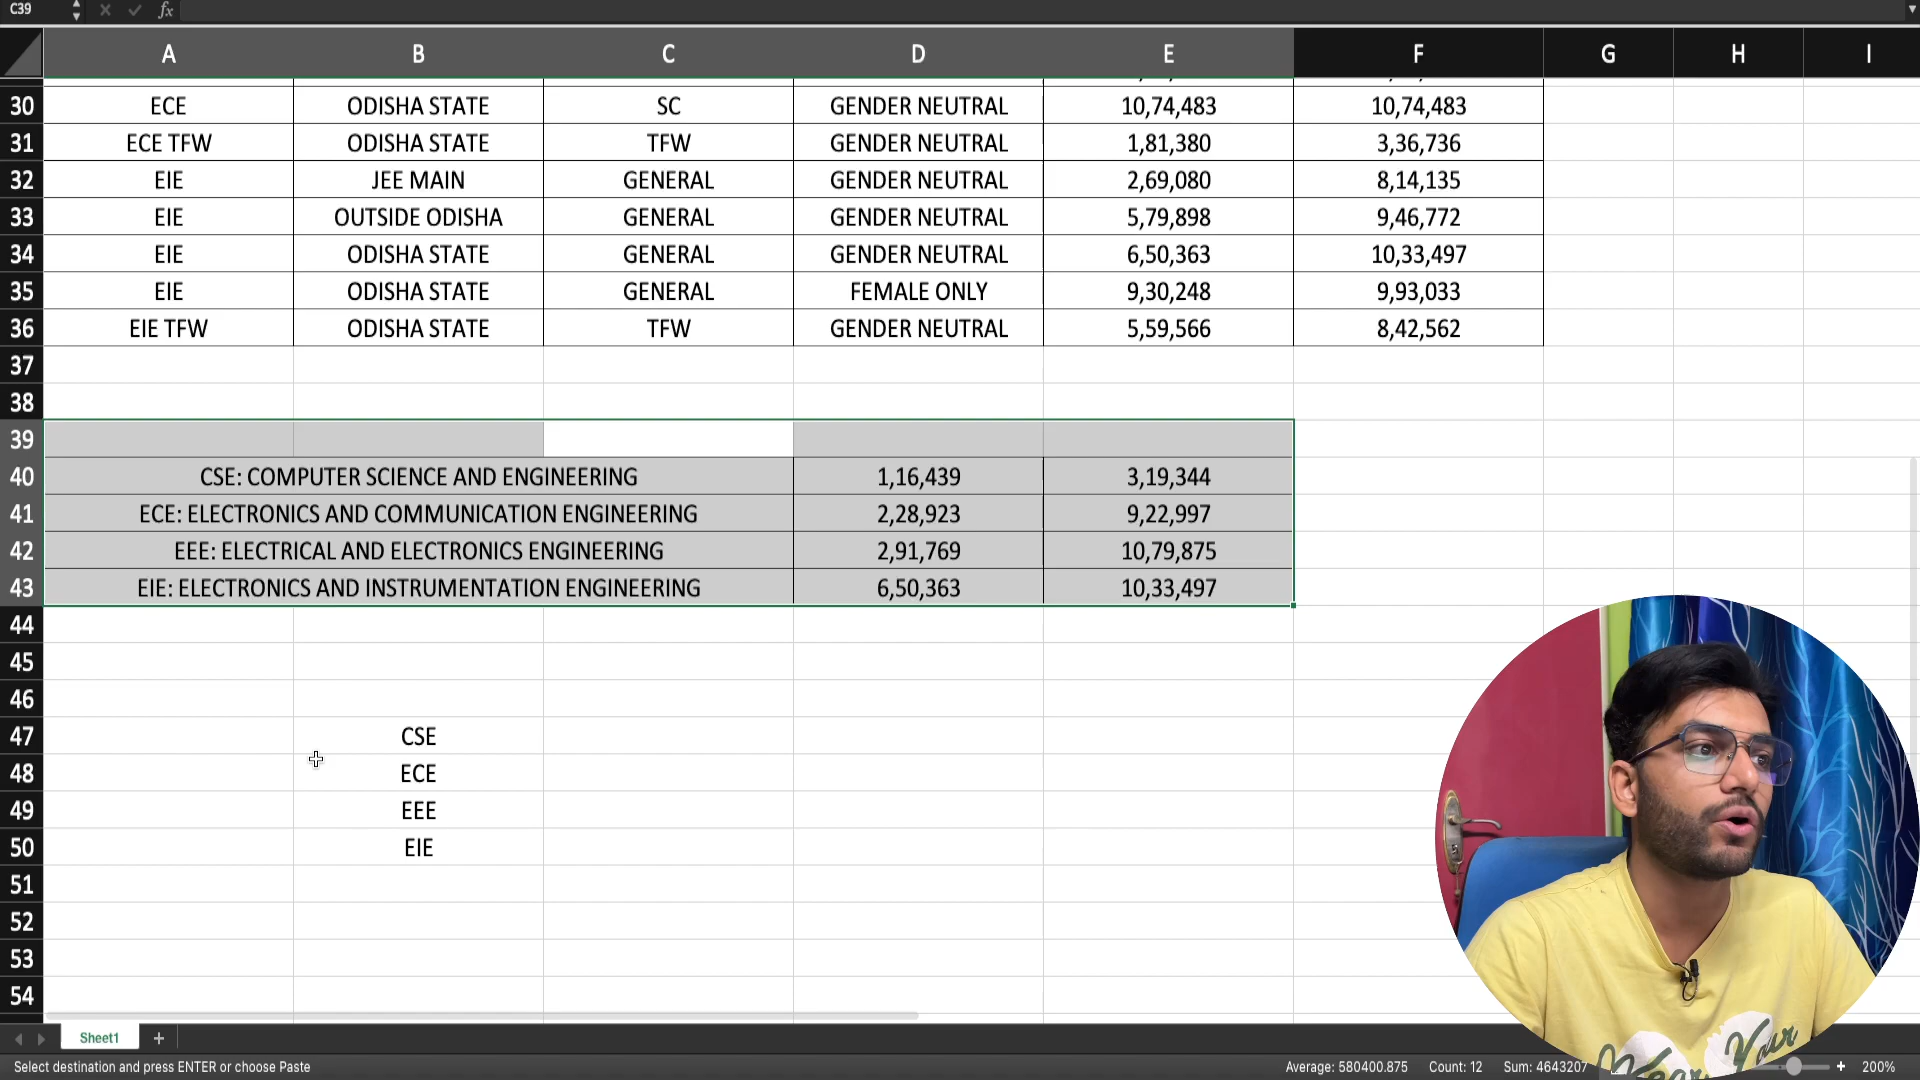 C39 fx
A B C D E F G H I
30 ECE ODISHA STATE SC GENDER NEUTRAL 10,74,483 10,74,483
31 ECE TFW ODISHA STATE TFW GENDER NEUTRAL 1,81,380 3,36,736
32 EIE JEE MAIN GENERAL GENDER NEUTRAL 2,69,080 8,14,135
33 EIE OUTSIDE ODISHA GENERAL GENDER NEUTRAL 5,79,898 9,46,772
34 EIE ODISHA STATE GENERAL GENDER NEUTRAL 6,50,363 10,33,497
35 EIE ODISHA STATE GENERAL FEMALE ONLY 9,30,248 9,93,033
36 EIE TFW ODISHA STATE TFW GENDER NEUTRAL 5,59,566 8,42,562
37
38
39
40 CSE: COMPUTER SCIENCE AND ENGINEERING 1,16,439 3,19,344
41 ECE: ELECTRONICS AND COMMUNICATION ENGINEERING 2,28,923 9,22,997
42 EEE: ELECTRICAL AND ELECTRONICS ENGINEERING 2,91,769 10,79,875
43 EIE: ELECTRONICS AND INSTRUMENTATION ENGINEERING 6,50,363 10,33,497
44
45
46
47 CSE
48 ECE
49 EEE
50 EIE
51
52
53
54
Sheet1 +
Select destination and press ENTER or choose Paste Average: 580400.875 Count: 12 Sum: 4643207 + 200%